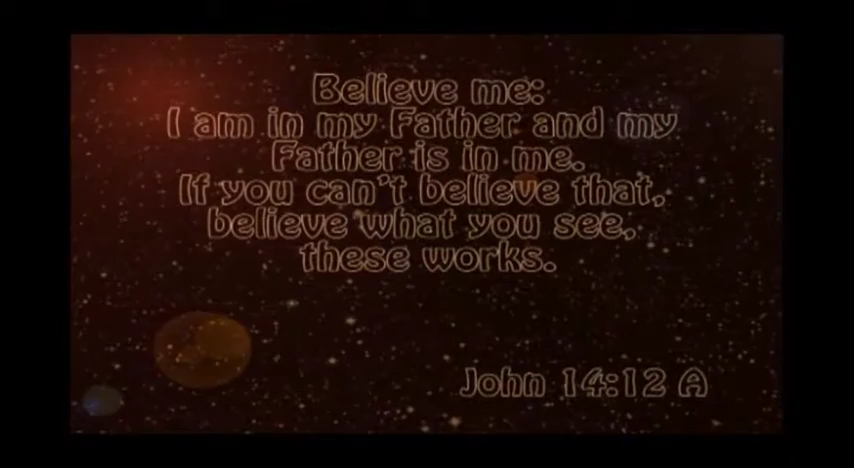 Believe me:
I am in my Father and my
Father is in me.
If you can't believe that,
believe what you see,
these works.
John 14:12 A